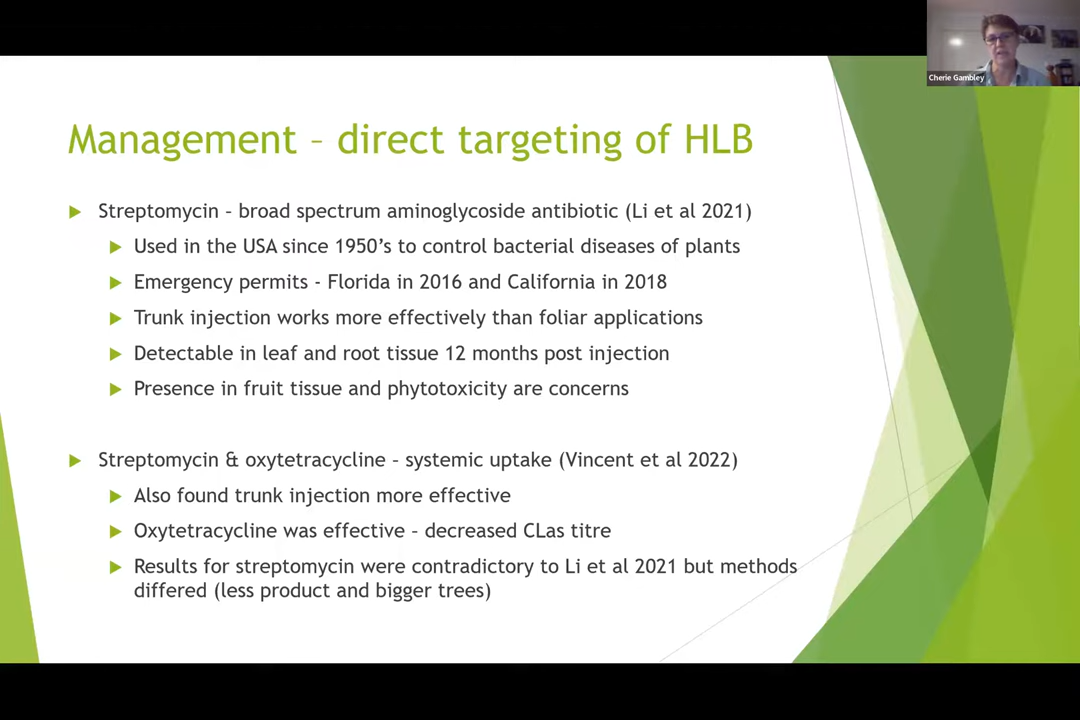 Cherie Gambley
Management – direct targeting of HLB
Streptomycin – broad spectrum aminoglycoside antibiotic (Li et al 2021)
Used in the USA since 1950’s to control bacterial diseases of plants
Emergency permits - Florida in 2016 and California in 2018
Trunk injection works more effectively than foliar applications
Detectable in leaf and root tissue 12 months post injection
Presence in fruit tissue and phytotoxicity are concerns
Streptomycin & oxytetracycline – systemic uptake (Vincent et al 2022)
Also found trunk injection more effective
Oxytetracycline was effective – decreased CLas titre
Results for streptomycin were contradictory to Li et al 2021 but methods
differed (less product and bigger trees)